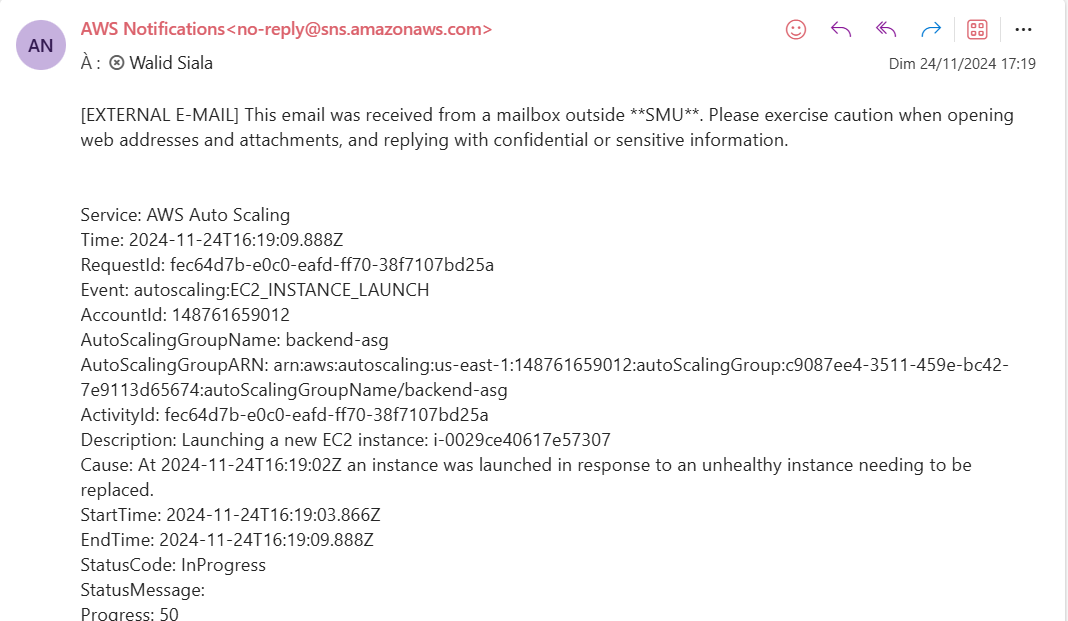 AN
AWS Notifications<no-reply@sns.amazonaws.com>
À : Walid Siala
Dim 24/11/2024 17:19
[EXTERNAL E-MAIL] This email was received from a mailbox outside **SMU**. Please exercise caution when opening
web addresses and attachments, and replying with confidential or sensitive information.
Service: AWS Auto Scaling
Time: 2024-11-24T16:19:09.888Z
RequestId: fec64d7b-e0c0-eafd-ff70-38f7107bd25a
Event: autoscaling:EC2_INSTANCE_LAUNCH
AccountId: 148761659012
AutoScalingGroupName: backend-asg
AutoScalingGroupARN: arn:aws:autoscaling:us-east-1:148761659012:autoScalingGroup:c9087ee4-3511-459e-bc42-
7e9113d65674:autoScalingGroupName/backend-asg
ActivityId: fec64d7b-e0c0-eafd-ff70-38f7107bd25a
Description: Launching a new EC2 instance: i-0029ce40617e57307
Cause: At 2024-11-24T16:19:02Z an instance was launched in response to an unhealthy instance needing to be
replaced.
StartTime: 2024-11-24T16:19:03.866Z
EndTime: 2024-11-24T16:19:09.888Z
StatusCode: InProgress
StatusMessage:
Progress: 50